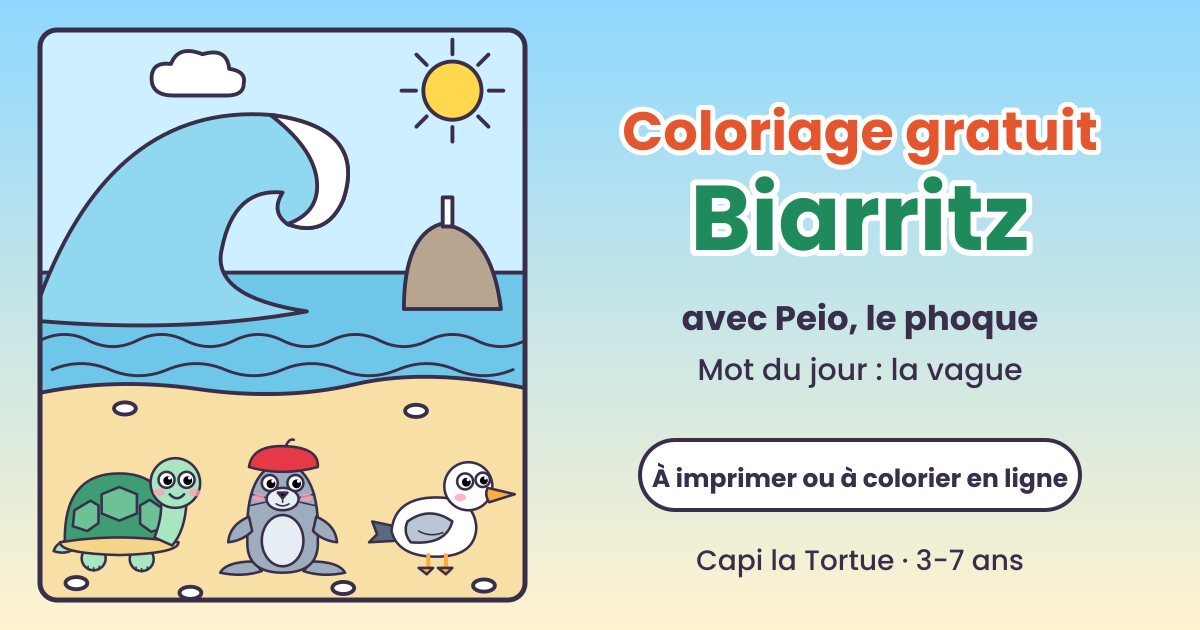 Coloriage gratuit
Biarritz
avec Peio, le phoque
Mot du jour : la vague
À imprimer ou à colorier en ligne
Capi la Tortue · 3-7 ans